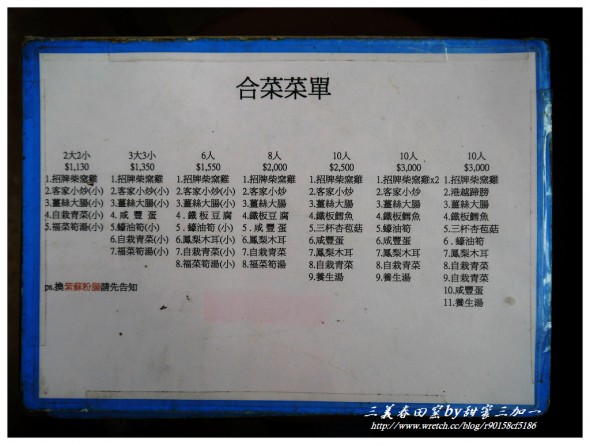 合菜菜單
2大2小
$1,130
1.招牌柴窯雞
2.客家小炒(小)
3.薑絲大腸(小)
4.自栽青菜(小)
5.福菜筍湯(小)
3大3小
$1,350
1.招牌柴窯雞
2.客家小炒(小)
3.薑絲大腸(小)
4.咸豐蛋
5.蠔油筍(小)
6.自栽青菜(小)
7.福菜筍湯(小)
6人
$1,550
1.招牌柴窯雞
2.客家小炒(小)
3.薑絲大腸(小)
4.鐵板豆腐
5.蠔油筍(小)
6.鳳梨木耳(小)
7.自栽青菜(小)
8.福菜筍湯(小)
8人
$2,000
1.招牌柴窯雞
2.客家小炒
3.薑絲大腸
4.鐵板豆腐
5.咸豐蛋
6.鳳梨木耳
7.自栽青菜
8.福菜筍湯
10人
$2,500
1.招牌柴窯雞
2.客家小炒
3.薑絲大腸
4.鐵板鱈魚
5.三杯杏苞菇
6.咸豐蛋
7.鳳梨木耳
8.自栽青菜
9.養生湯
10人
$3,000
1.招牌柴窯雞x2
2.客家小炒
3.薑絲大腸
4.鐵板鱈魚
5.蠔油筍
6.咸豐蛋
7.鳳梨木耳
8.自栽青菜
9.養生湯
10人
$3,000
1.招牌柴窯雞
2.港越蹄膀
3.薑絲大腸
4.鐵板鱈魚
5.三杯杏苞菇
6.蠔筍
7.鳳梨木耳
8.自栽青菜
9.自栽青菜
10.咸豐蛋
11.養生湯
ps.換紫蘇粉腸請先告知
三義春田窯by甜蜜三加一
http://www.wretch.cc/blog/r90158cf5186